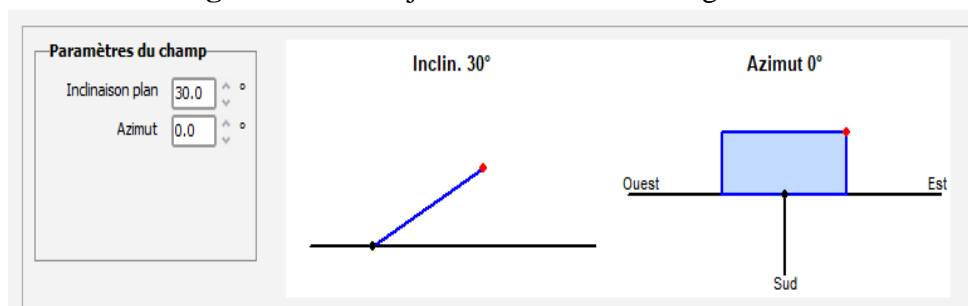 Paramètres du champ
Inclinaison plan 30.0 °
Azimut 0.0 °
Inclin. 30°
Azimut 0°
Ouest
Est
Sud